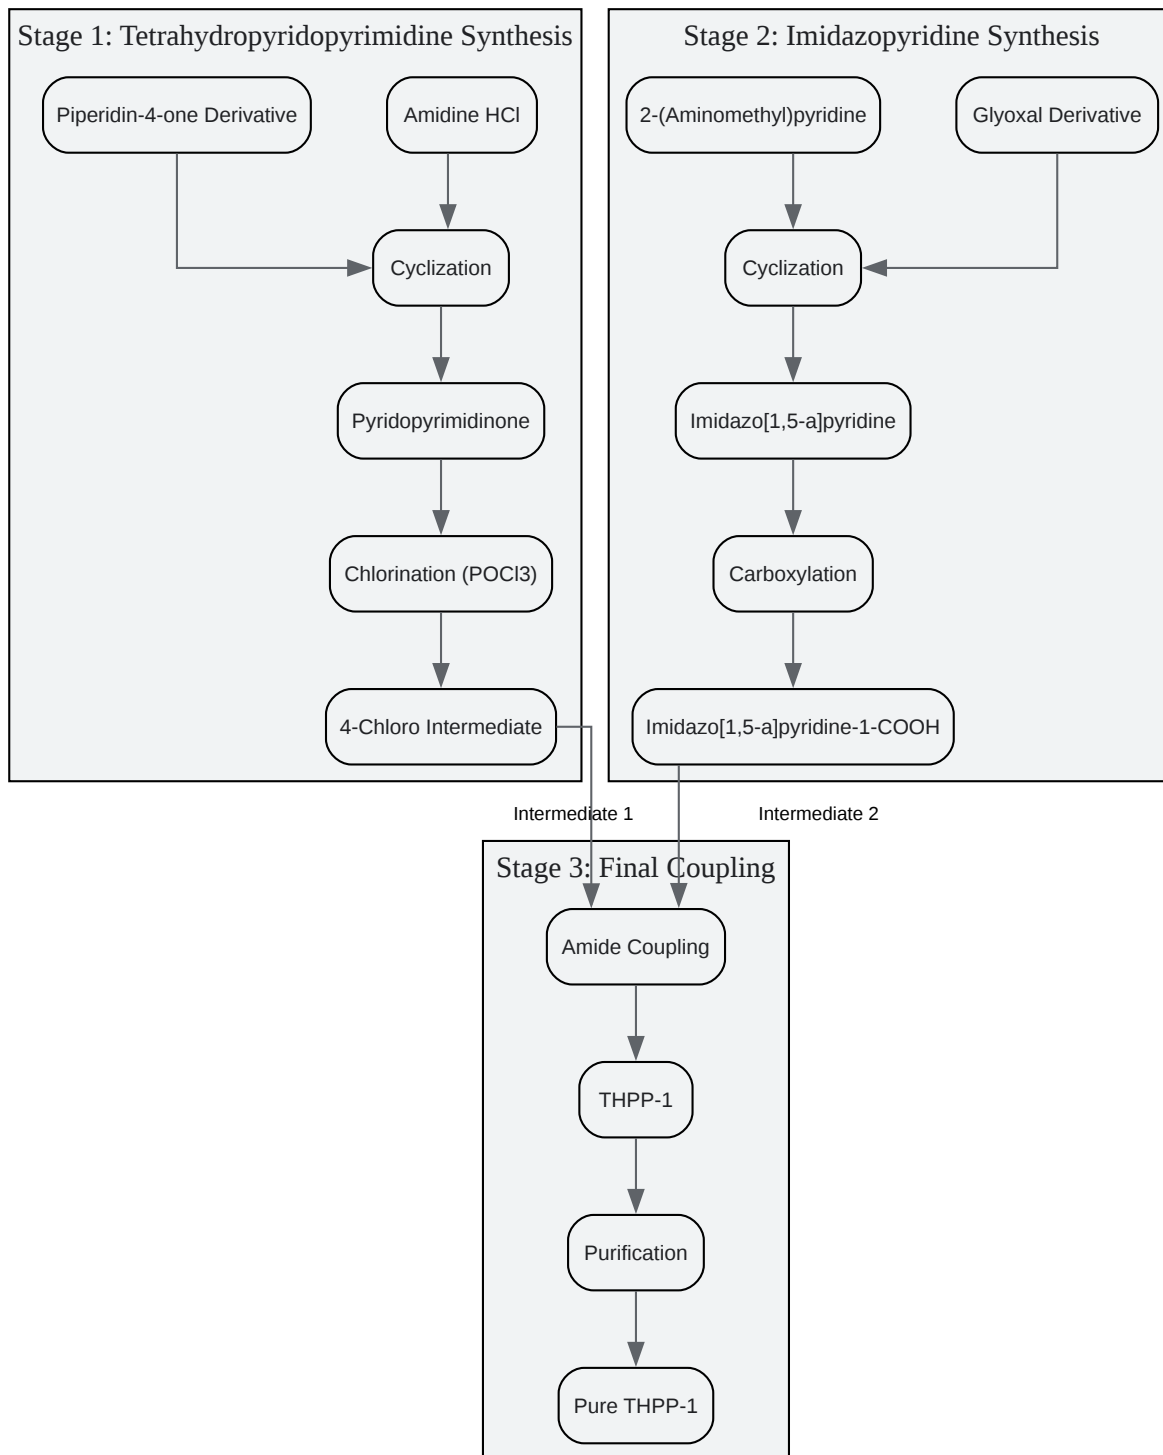 Stage 1: Tetrahydropyridopyrimidine Synthesis
Piperidin-4-one Derivative
Amidine HCl
Cyclization
Pyridopyrimidinone
Chlorination (POCl3)
4-Chloro Intermediate
Stage 2: Imidazopyridine Synthesis
2-(Aminomethyl)pyridine
Glyoxal Derivative
Cyclization
Imidazo[1,5-a]pyridine
Carboxylation
Imidazo[1,5-a]pyridine-1-COOH
Intermediate 1
Intermediate 2
Stage 3: Final Coupling
Amide Coupling
THPP-1
Purification
Pure THPP-1